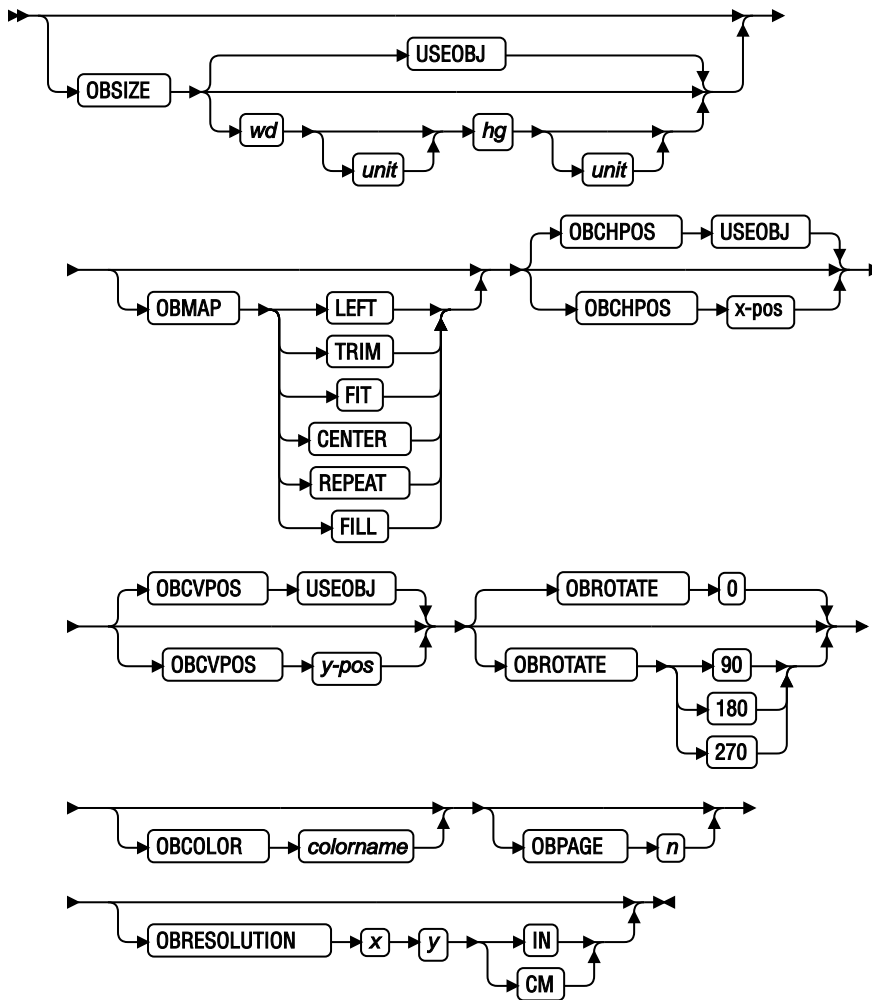 USEOBJ
OBSIZE
wd hg
unit unit
OBCHPOS USEOBJ
OBMAP LEFT OBCHPOS x-pos
TRIM
FIT
CENTER
REPEAT
FILL
OBCVPOS USEOBJ OBROTATE 0
OBCVPOS y-pos OBROTATE 90
180
270
OBCOLOR colorname OBPAGE n
OBRESOLUTION x y IN
CM